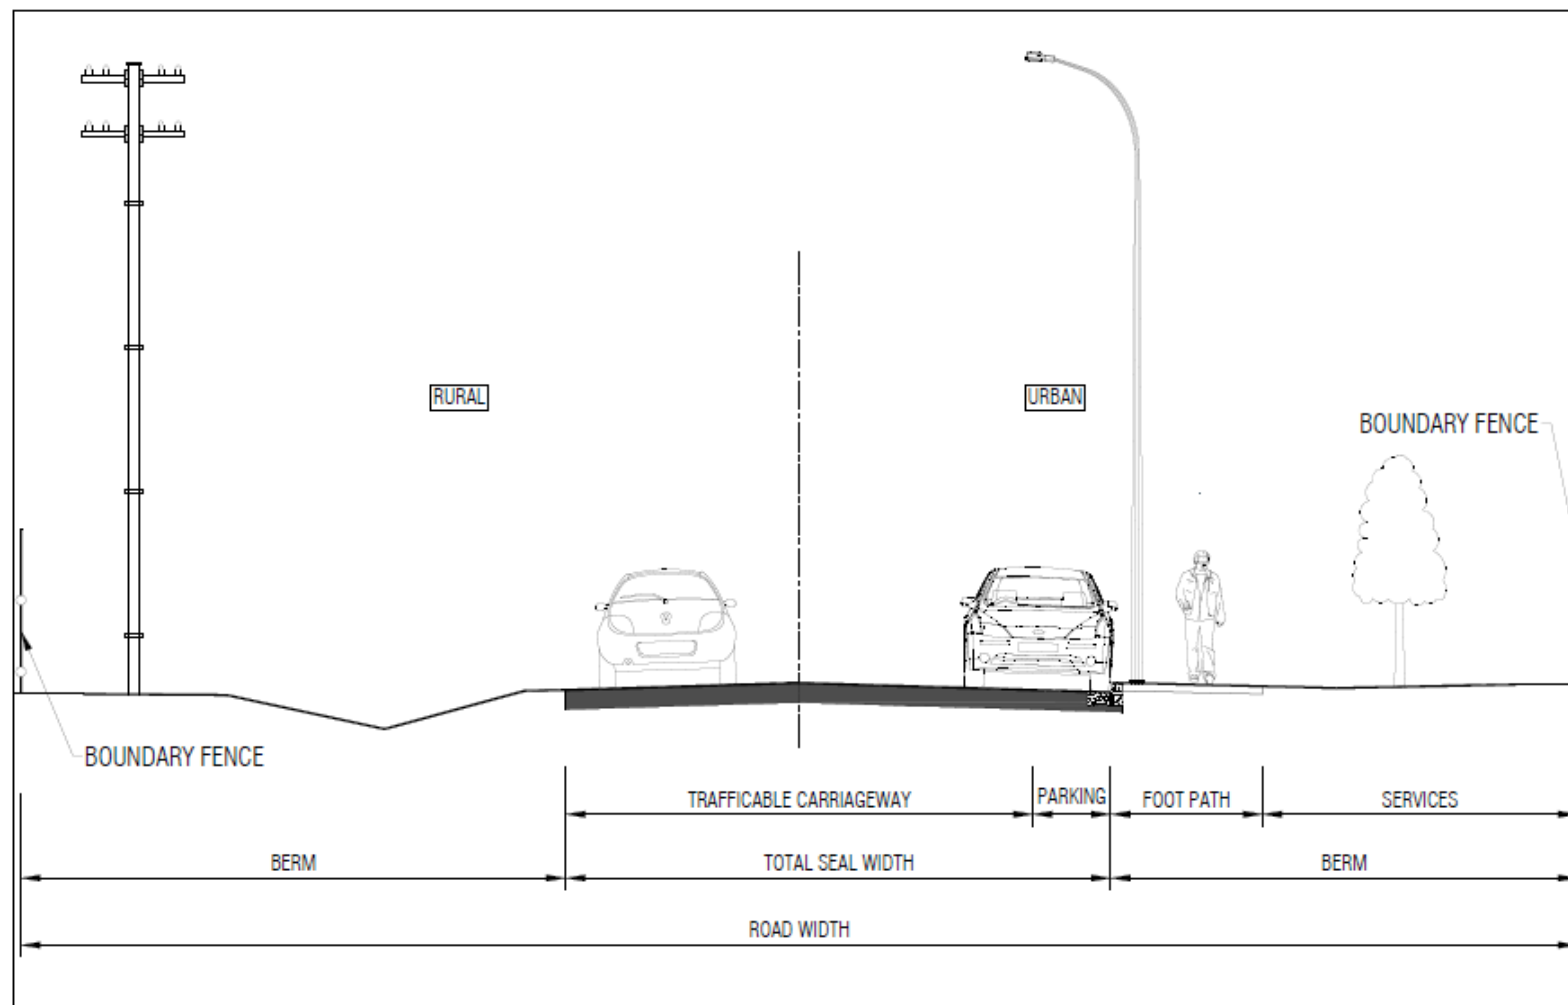 RURAL
URBAN
BOUNDARY FENCE
BOUNDARY FENCE
TRAFFICABLE CARRIAGEWAY
PARKING
FOOT PATH
SERVICES
BERM
TOTAL SEAL WIDTH
BERM
ROAD WIDTH